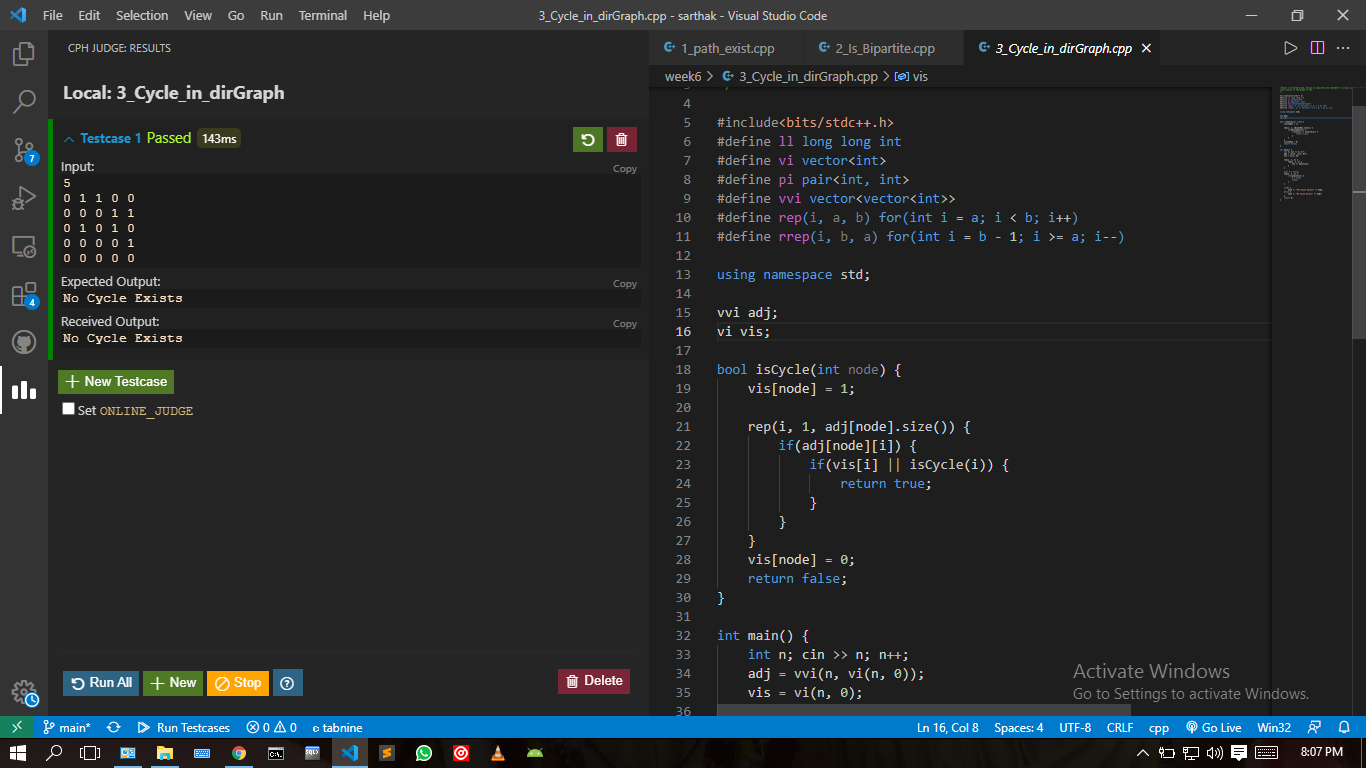 File Edit Selection View Go Run Terminal Help 3_Cycle_in_dirGraph.cpp - sarthak - Visual Studio Code
CPH JUDGE: RESULTS
Local: 3_Cycle_in_dirGraph
Testcase 1 Passed 143ms
Input:
Copy
5
0 1 1 0 0
0 0 0 1 1
0 1 0 1 0
0 0 0 0 1
0 0 0 0 0
Expected Output:
Copy
No Cycle Exists
Received Output:
Copy
No Cycle Exists
New Testcase
Set ONLINE_JUDGE
Run All New Stop Delete
7
4
1_path_exist.cpp 2_Is_Bipartite.cpp 3_Cycle_in_dirGraph.cpp
week6 > 3_Cycle_in_dirGraph.cpp > vis
4
5 #include<bits/stdc++.h>
6 #define ll long long int
7 #define vi vector<int>
8 #define pi pair<int, int>
9 #define vvi vector<vector<int>>
10 #define rep(i, a, b) for(int i = a; i < b; i++)
11 #define rrep(i, b, a) for(int i = b - 1; i >= a; i--)
12
13 using namespace std;
14
15 vvi adj;
16 vi vis;
17
18 bool isCycle(int node) {
19 vis[node] = 1;
20
21 rep(i, 1, adj[node].size()) {
22 if(adj[node][i]) {
23 if(vis[i] || isCycle(i)) {
24 return true;
25 }
26 }
27 }
28 vis[node] = 0;
29 return false;
30 }
31
32 int main() {
33 int n; cin >> n; n++;
34 adj = vvi(n, vi(n, 0));
35 vis = vi(n, 0);
36
Activate Windows
Go to Settings to activate Windows.
main* Run Testcases 0 0 tabnine Ln 16, Col 8 Spaces: 4 UTF-8 CRLF cpp Go Live Win32
8:07 PM